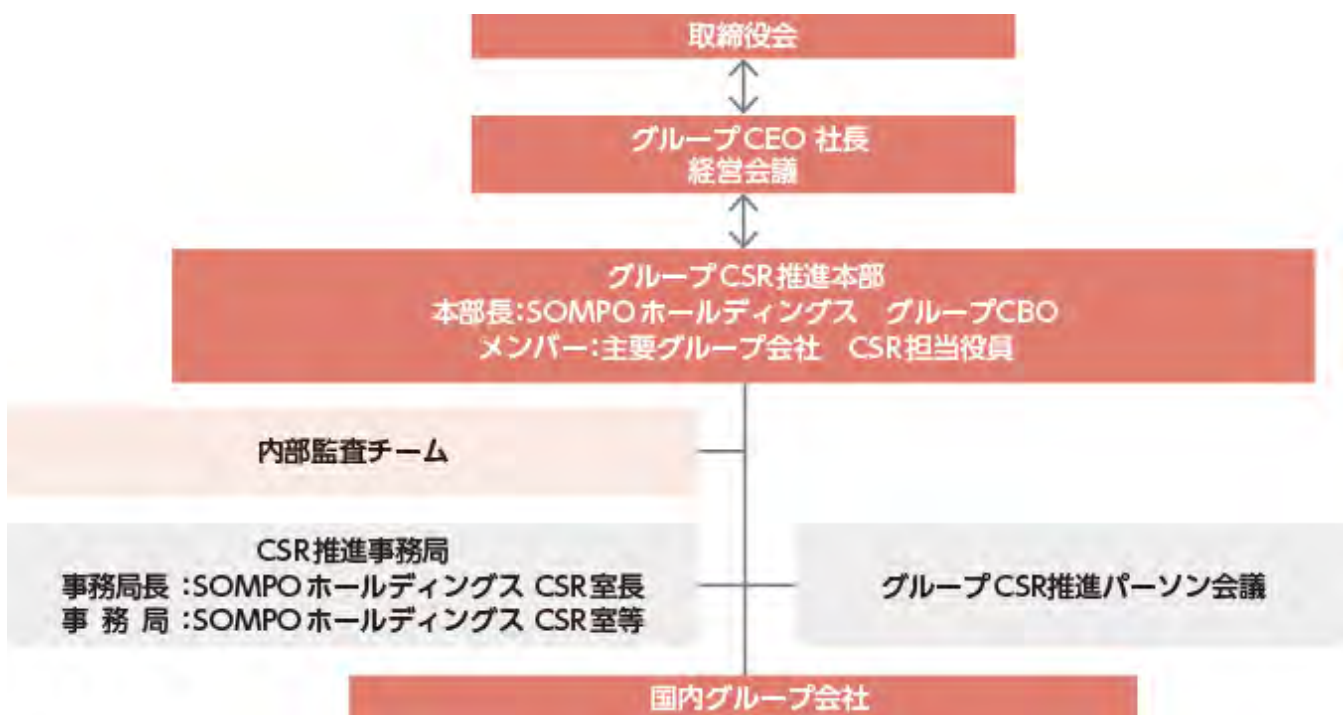 取締役会
グループCEO 社長
経営会議
グループCSR推進本部
本部長:SOMPOホールディングス　グループCBO
メンバー:主要グループ会社　CSR担当役員
内部監査チーム
CSR推進事務局
事務局長 :SOMPOホールディングス CSR室長
事 務 局 :SOMPOホールディングス CSR室等
グループCSR推進パーソン会議
国内グループ会社